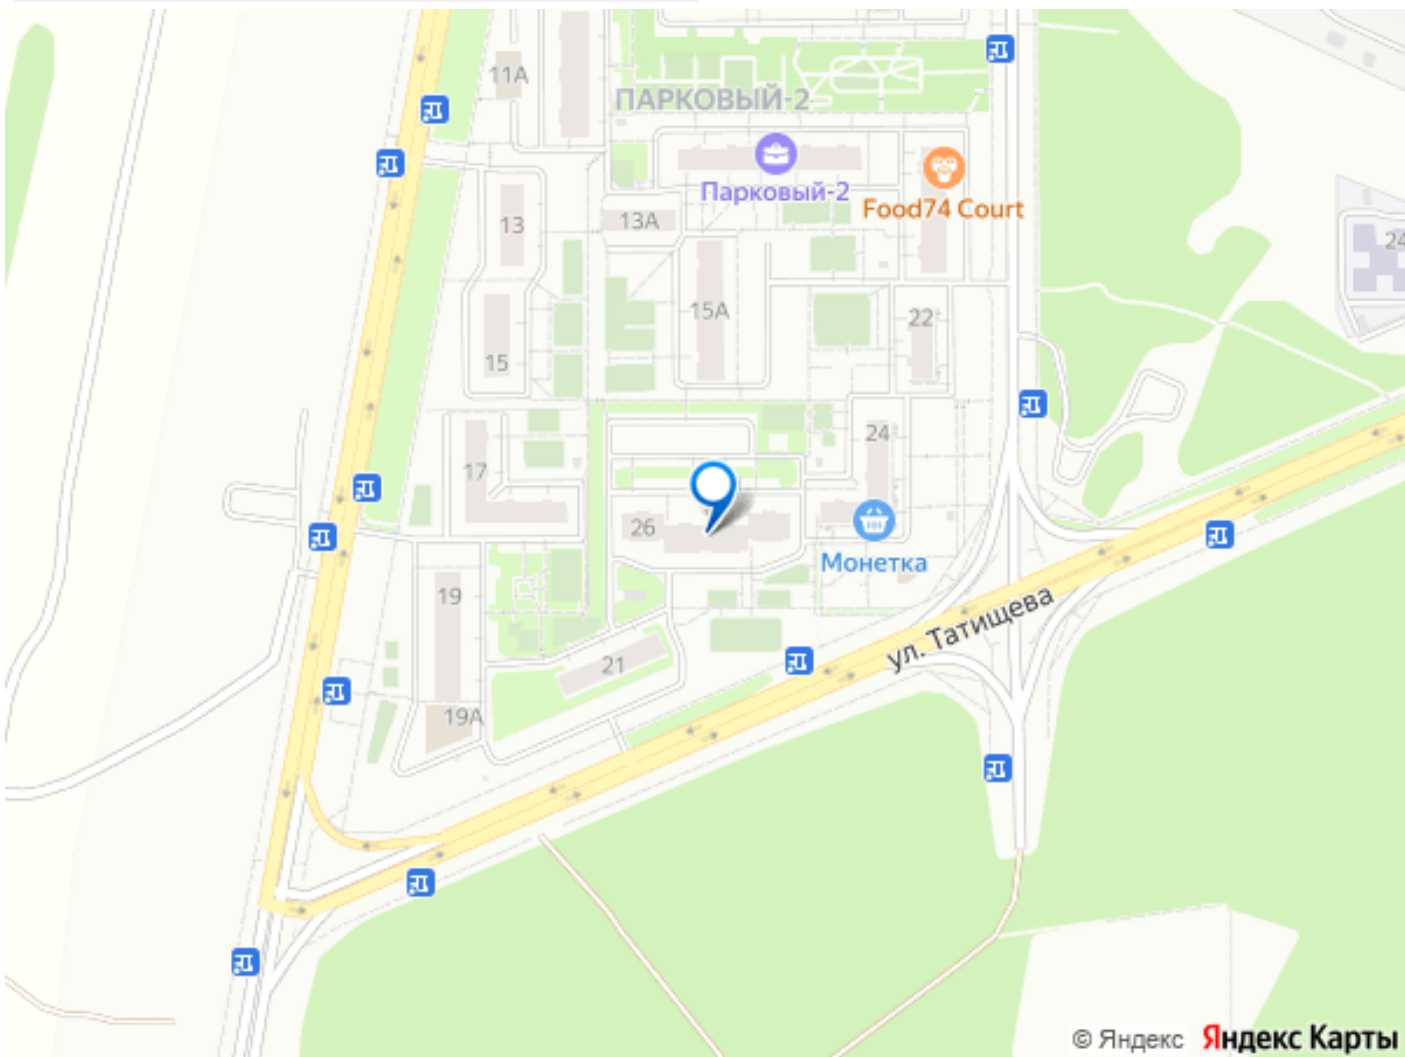 11А
ПАРКОВЫЙ-2
Парковый-2
Food74 Court
13
13А
24
15А
22
15
24
17
26
Монетка
19
ул. Татищева
21
19А
© Яндекс Яндекс Карты